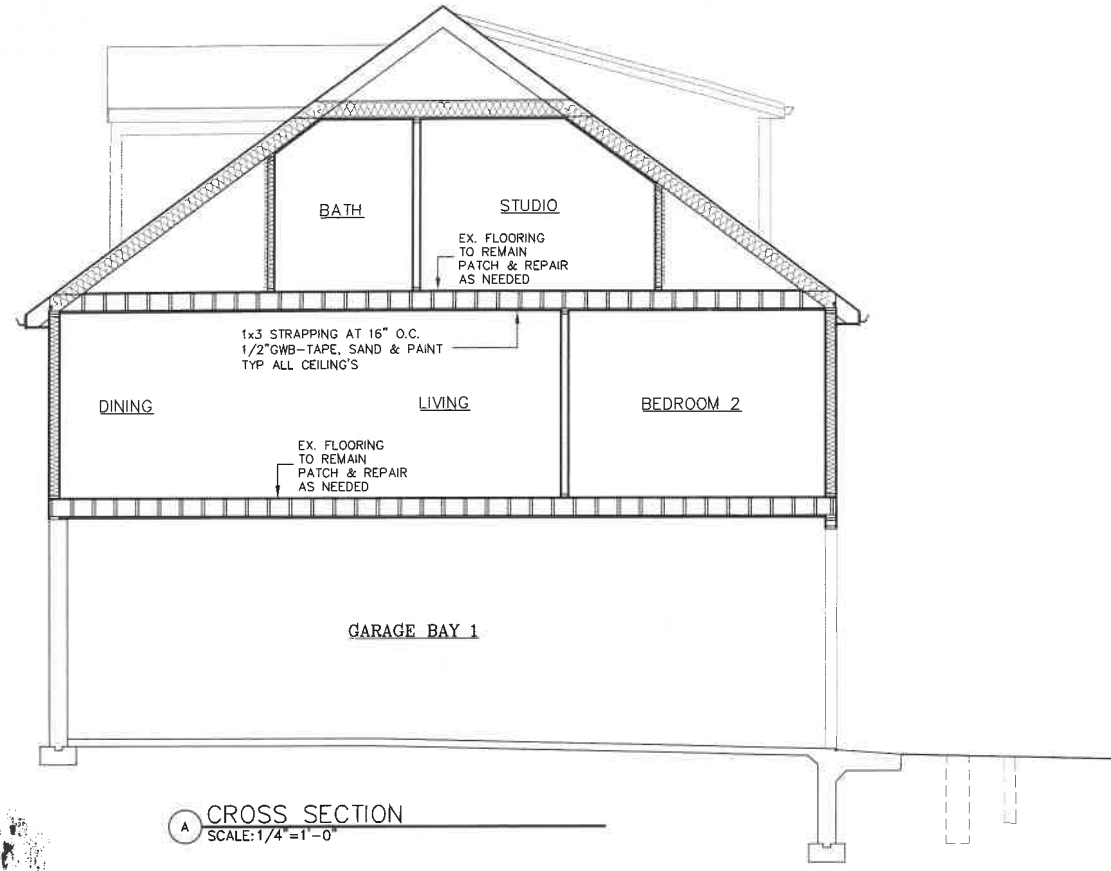 BATH
STUDIO
EX. FLOORING
TO REMAIN
PATCH & REPAIR
AS NEEDED
1x3 STRAPPING AT 16" O.C.
1/2"GWB-TAPE, SAND & PAINT
TYP ALL CEILING'S
DINING
LIVING
BEDROOM 2
EX. FLOORING
TO REMAIN
PATCH & REPAIR
AS NEEDED
GARAGE BAY 1
A
CROSS SECTION
SCALE: 1/4"=1'-0"